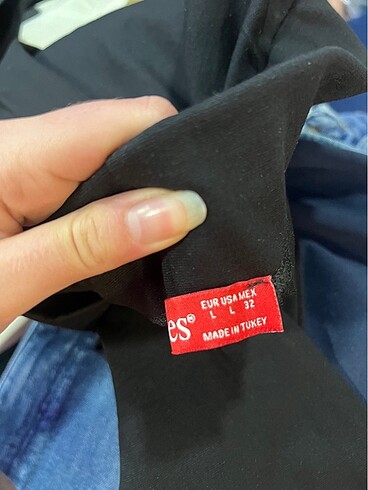 es®
EUR USA MEX
L L 32
MADE IN TUKEY